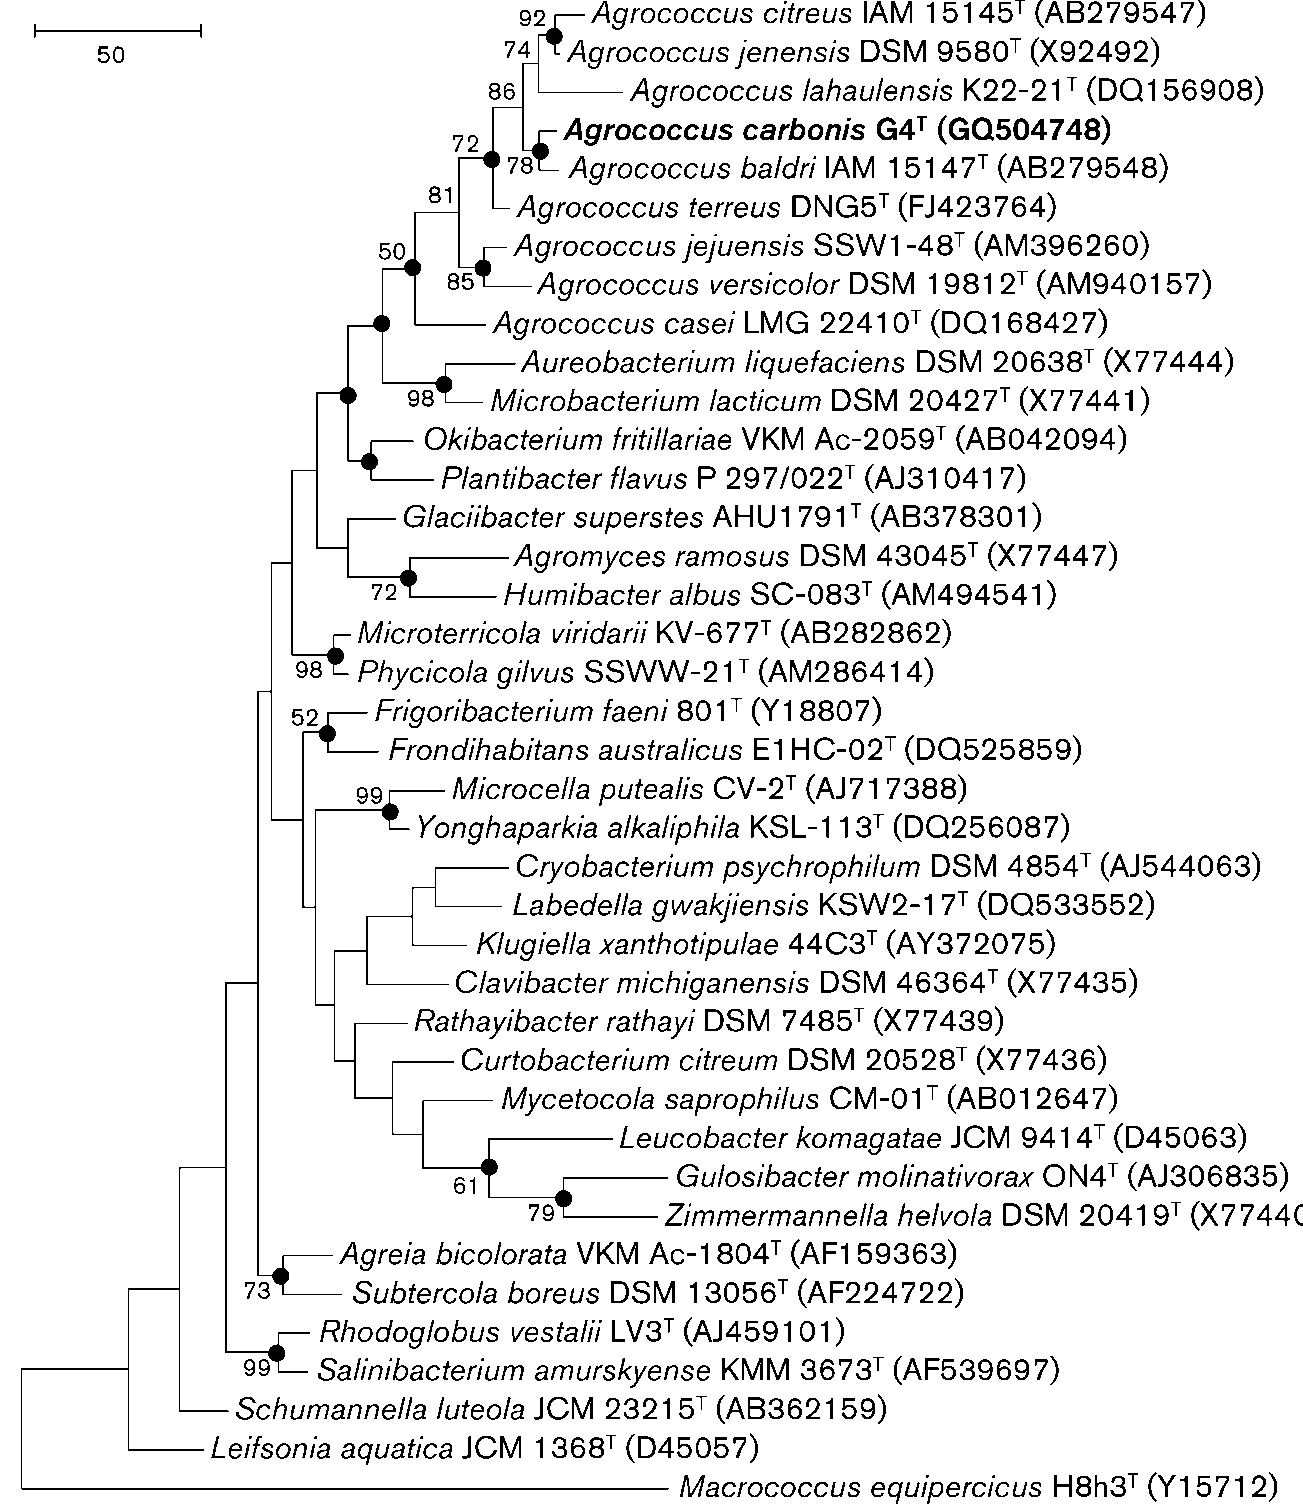 50
92
Agrococcus citreus IAM 15145ᵀ (AB279547)
74
Agrococcus jenensis DSM 9580ᵀ (X92492)
86
Agrococcus lahaulensis K22-21ᵀ (DQ156908)
Agrococcus carbonis G4ᵀ (GQ504748)
72
78
Agrococcus baldri IAM 15147ᵀ (AB279548)
81
Agrococcus terreus DNG5ᵀ (FJ423764)
50
Agrococcus jejuensis SSW1-48ᵀ (AM396260)
85
Agrococcus versicolor DSM 19812ᵀ (AM940157)
Agrococcus casei LMG 22410ᵀ (DQ168427)
Aureobacterium liquefaciens DSM 20638ᵀ (X77444)
98
Microbacterium lacticum DSM 20427ᵀ (X77441)
Okibacterium fritillariae VKM Ac-2059ᵀ (AB042094)
Plantibacter flavus P 297/022ᵀ (AJ310417)
Glaciibacter superstes AHU1791ᵀ (AB378301)
Agromyces ramosus DSM 43045ᵀ (X77447)
72
Humibacter albus SC-083ᵀ (AM494541)
Microterricola viridarii KV-677ᵀ (AB282862)
98
Phycicola gilvus SSWW-21ᵀ (AM286414)
52
Frigoribacterium faeni 801ᵀ (Y18807)
Frondihabitans australicus E1HC-02ᵀ (DQ525859)
99
Microcella putealis CV-2ᵀ (AJ717388)
Yonghaparkia alkaliphila KSL-113ᵀ (DQ256087)
Cryobacterium psychrophilum DSM 4854ᵀ (AJ544063)
Labedella gwakjiensis KSW2-17ᵀ (DQ533552)
Klugiella xanthotipulae 44C3ᵀ (AY372075)
Clavibacter michiganensis DSM 46364ᵀ (X77435)
Rathayibacter rathayi DSM 7485ᵀ (X77439)
Curtobacterium citreum DSM 20528ᵀ (X77436)
Mycetocola saprophilus CM-01ᵀ (AB012647)
Leucobacter komagatae JCM 9414ᵀ (D45063)
61
Gulosibacter molinativorax ON4ᵀ (AJ306835)
79
Zimmermannella helvola DSM 20419ᵀ (X77440
Agreia bicolorata VKM Ac-1804ᵀ (AF159363)
73
Subtercola boreus DSM 13056ᵀ (AF224722)
Rhodoglobus vestalii LV3ᵀ (AJ459101)
99
Salinibacterium amurskyense KMM 3673ᵀ (AF539697)
Schumannella luteola JCM 23215ᵀ (AB362159)
Leifsonia aquatica JCM 1368ᵀ (D45057)
Macrococcus equipercicus H8h3ᵀ (Y15712)